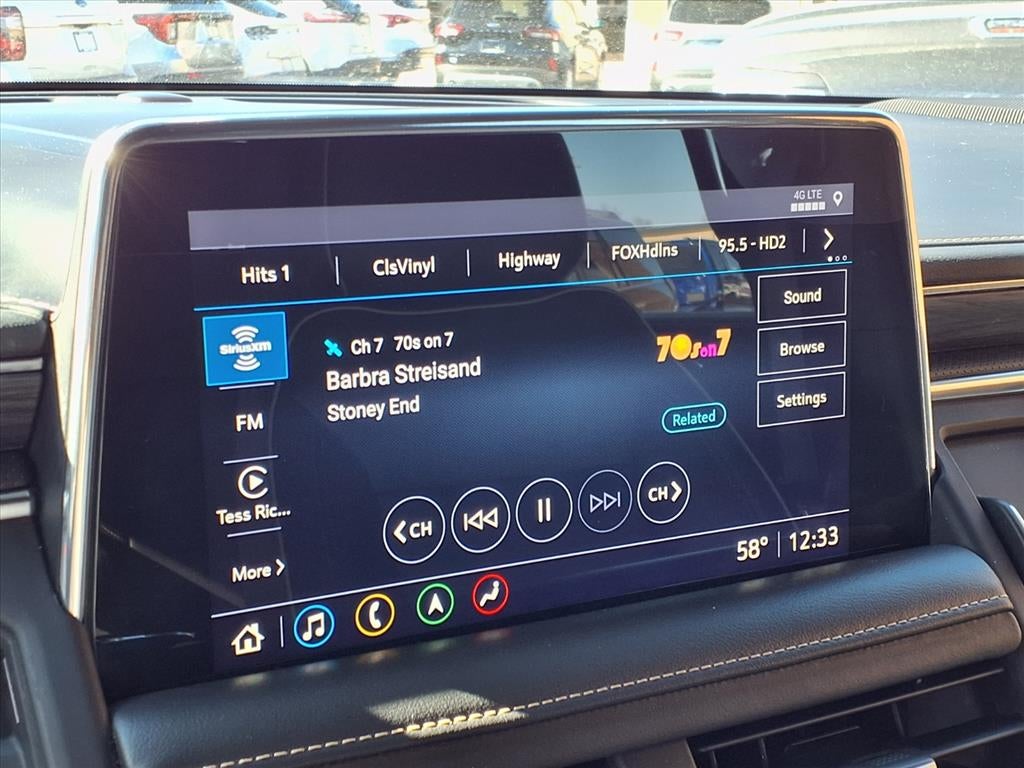 4G LTE
Hits 1 ClsVinyl Highway FOXHdlns 95.5 - HD2
SiriusXM
Ch 7 70s on 7
70s on 7
Sound
Barbra Streisand
Browse
Stoney End
FM
Related
Settings
Tess Ric...
CH CH
More
58° 12:33